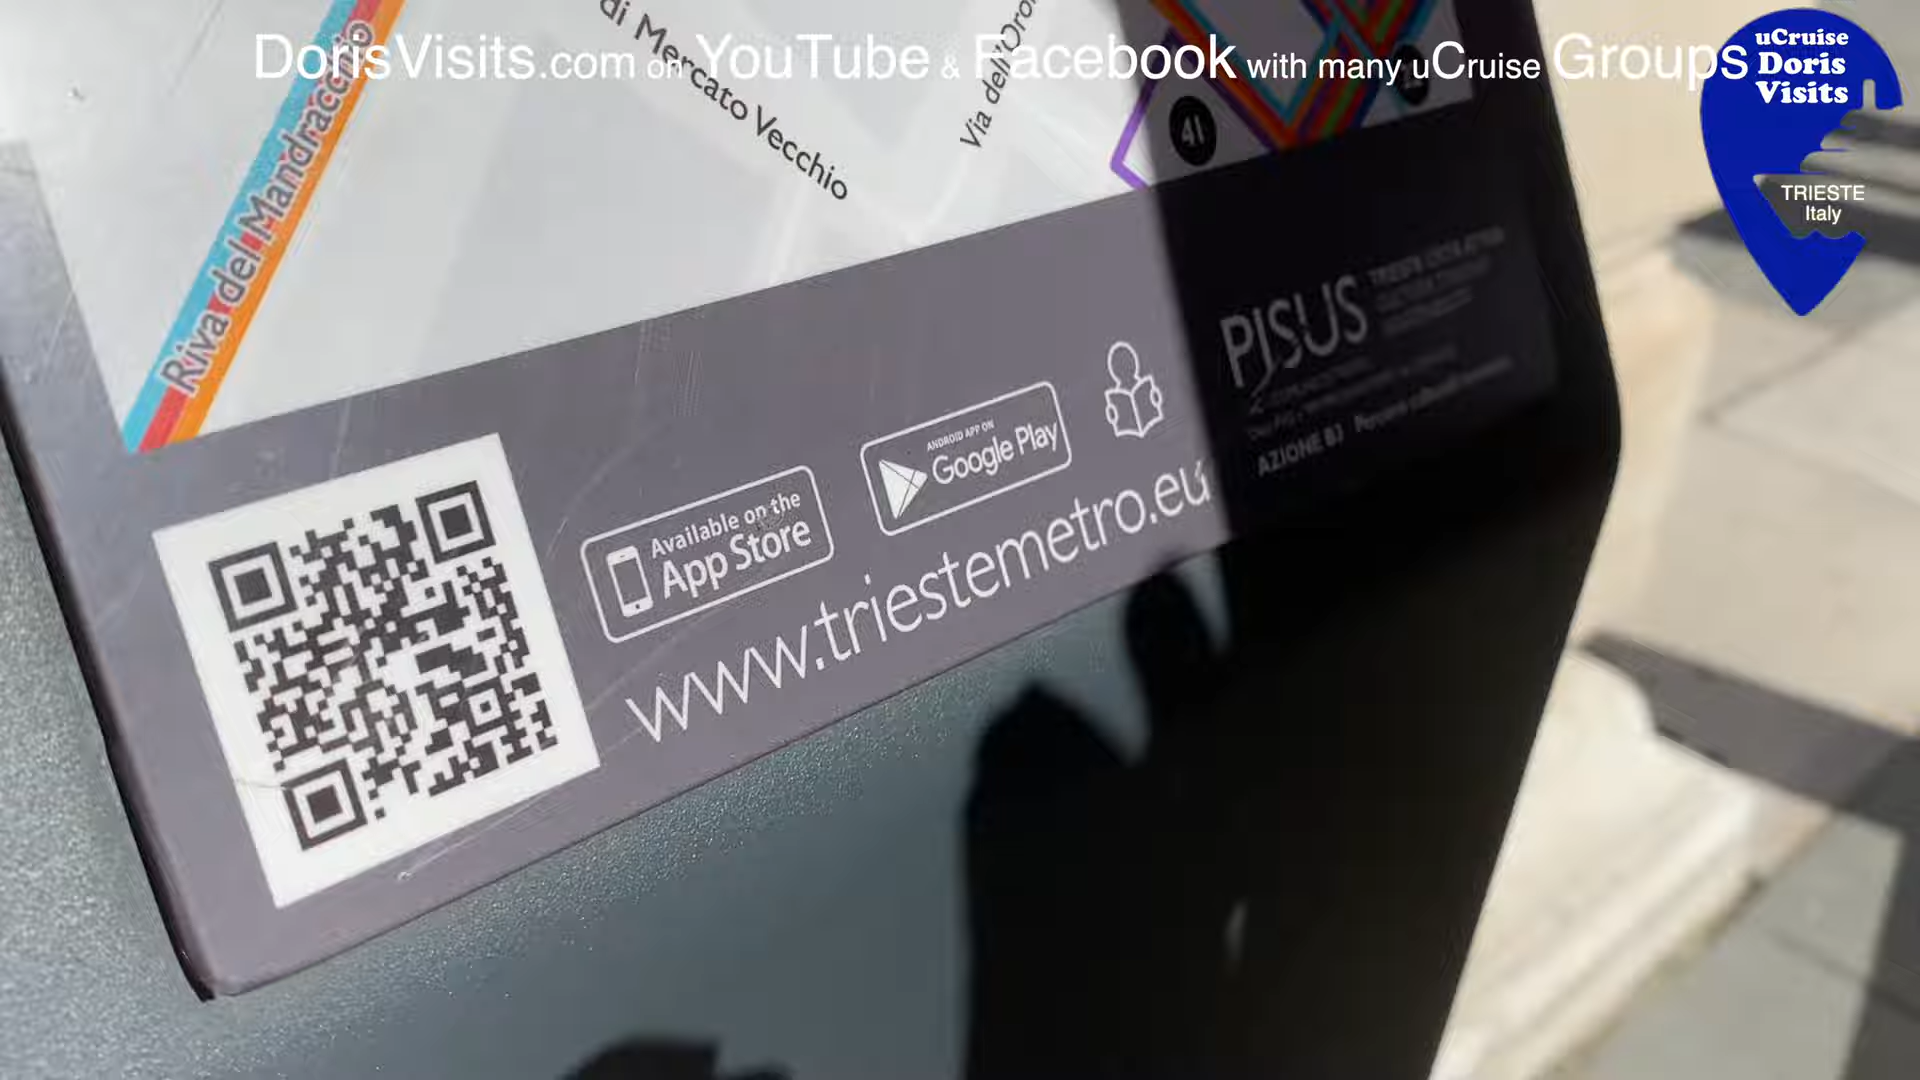 DorisVisits.com on YouTube & Facebook with many uCruise Groups
uCruise
Doris
Visits
TRIESTE
Italy
Riva del Mandracchio
di Mercato Vecchio
Via dell'Oro
41
PISUS
AZIONE B3
Available on the
App Store
ANDROID APP ON
Google Play
www.triestemetro.eu